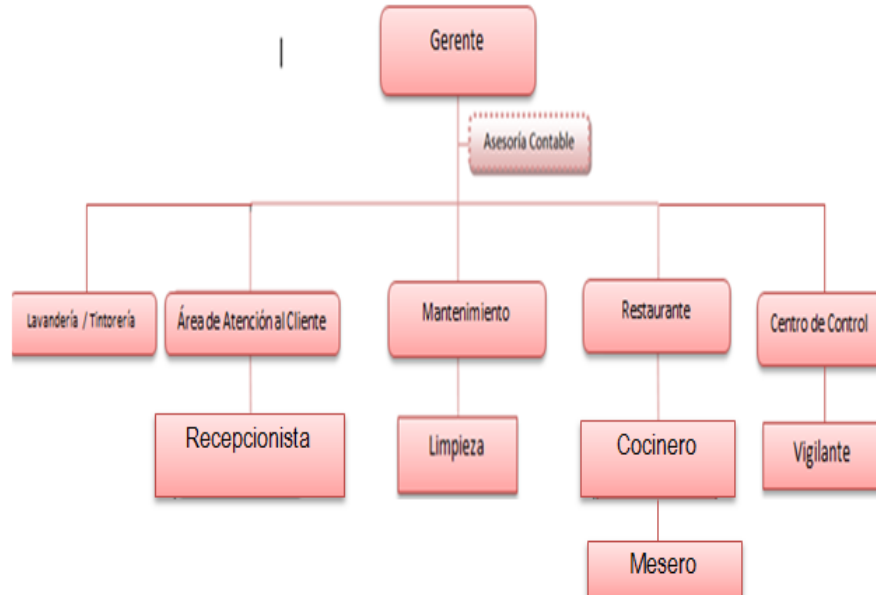 Gerente
Asesoría Contable
Lavandería / Tintorería
Área de Atención al Cliente
Mantenimiento
Restaurante
Centro de Control
Recepcionista
Limpieza
Cocinero
Vigilante
Mesero